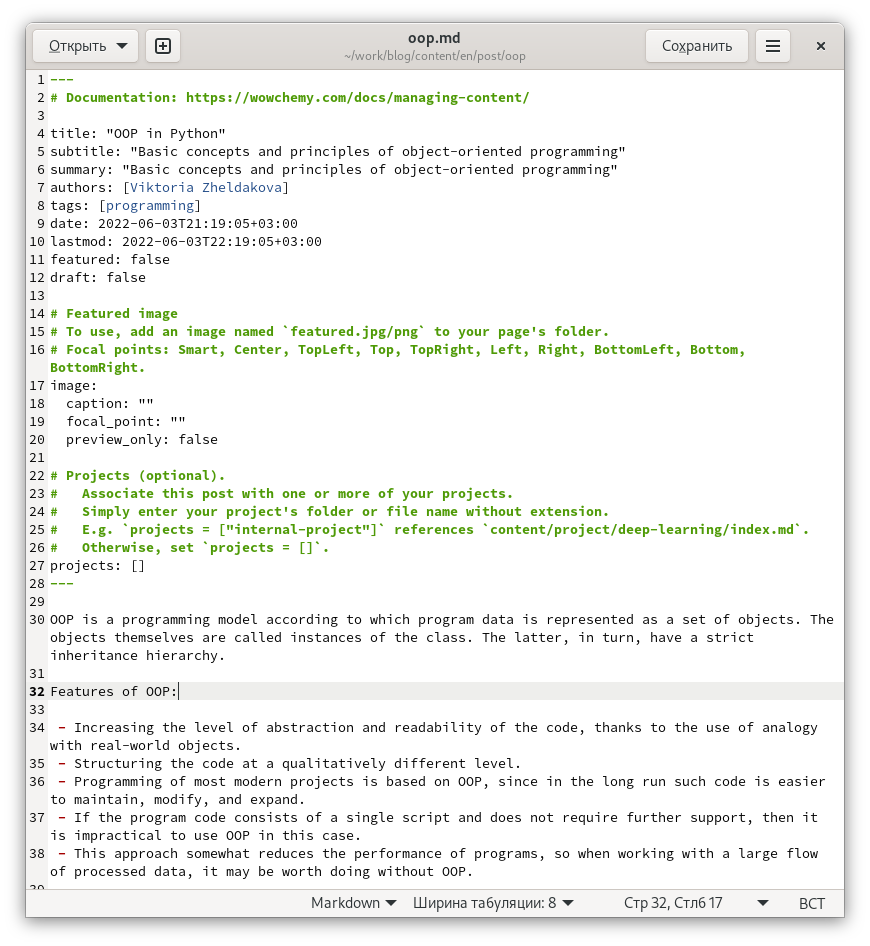 Открыть
oop.md
~/work/blog/content/en/post/oop
Сохранить
1 ---
2 # Documentation: https://wowchemy.com/docs/managing-content/
3
4 title: "OOP in Python"
5 subtitle: "Basic concepts and principles of object-oriented programming"
6 summary: "Basic concepts and principles of object-oriented programming"
7 authors: [Viktoria Zheldakova]
8 tags: [programming]
9 date: 2022-06-03T21:19:05+03:00
10 lastmod: 2022-06-03T22:19:05+03:00
11 featured: false
12 draft: false
13
14 # Featured image
15 # To use, add an image named `featured.jpg/png` to your page's folder.
16 # Focal points: Smart, Center, TopLeft, Top, TopRight, Left, Right, BottomLeft, Bottom,
BottomRight.
17 image:
18   caption: ""
19   focal_point: ""
20   preview_only: false
21
22 # Projects (optional).
23 #   Associate this post with one or more of your projects.
24 #   Simply enter your project's folder or file name without extension.
25 #   E.g. `projects = ["internal-project"]` references `content/project/deep-learning/index.md`.
26 #   Otherwise, set `projects = []`.
27 projects: []
28 ---
29
30 OOP is a programming model according to which program data is represented as a set of objects. The
objects themselves are called instances of the class. The latter, in turn, have a strict
inheritance hierarchy.
31
32 Features of OOP:
33
34  - Increasing the level of abstraction and readability of the code, thanks to the use of analogy
with real-world objects.
35  - Structuring the code at a qualitatively different level.
36  - Programming of most modern projects is based on OOP, since in the long run such code is easier
to maintain, modify, and expand.
37  - If the program code consists of a single script and does not require further support, then it
is impractical to use OOP in this case.
38  - This approach somewhat reduces the performance of programs, so when working with a large flow
of processed data, it may be worth doing without OOP.
39
Markdown
Ширина табуляции: 8
Стр 32, Стлб 17
ВСТ